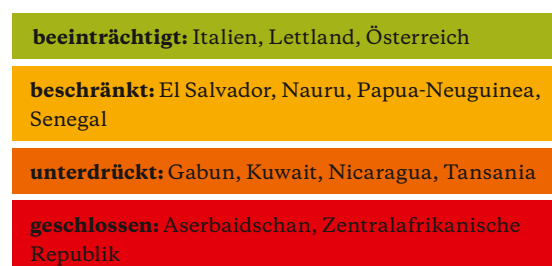 beeinträchtigt: Italien, Lettland, Österreich
beschränkt: El Salvador, Nauru, Papua-Neuguinea,
Senegal
unterdrückt: Gabun, Kuwait, Nicaragua, Tansania
geschlossen: Aserbaidschan, Zentralafrikanische
Republik